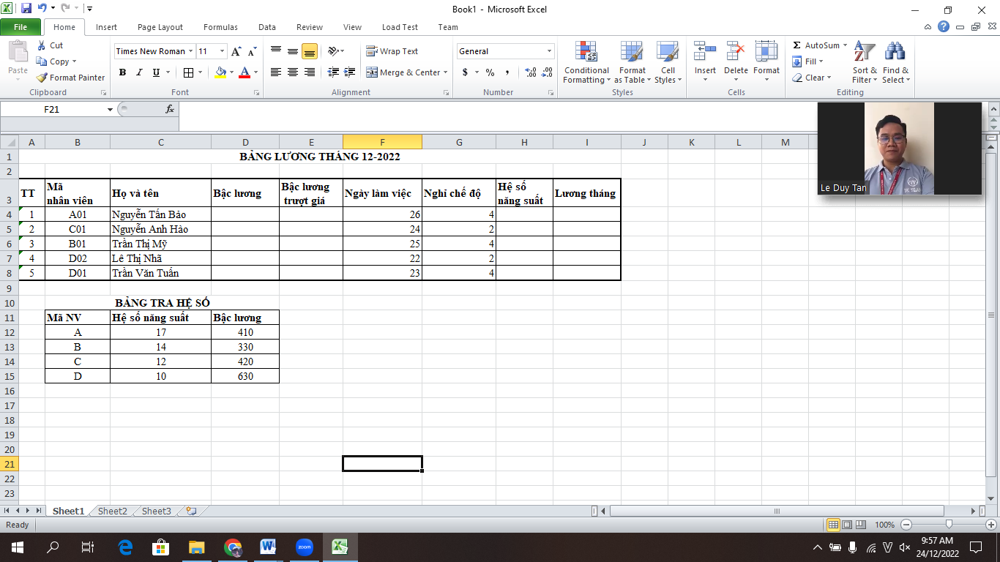 Book1 - Microsoft Excel
File Home Insert Page Layout Formulas Data Review View Load Test Team
Paste Cut Copy Format Painter
Times New Roman 11
B I U
Wrap Text
Merge & Center
General
$ % ,
Conditional Formatting Format as Table Cell Styles
Insert Delete Format
AutoSum Fill Clear
Sort & Filter Find & Select
Clipboard Font Alignment Number Styles Cells Editing
F21 fx
A B C D E F G H I J K L M
1 BẢNG LƯƠNG THÁNG 12-2022
2
3 TT Mã nhân viên Họ và tên Bậc lương Bậc lương trượt giá Ngày làm việc Nghỉ chế độ Hệ số năng suất Lương tháng
4 1 A01 Nguyễn Tấn Bảo 26 4
5 2 C01 Nguyễn Anh Hào 24 2
6 3 B01 Trần Thị Mỹ 25 4
7 4 D02 Lê Thị Nhã 22 2
8 5 D01 Trần Văn Tuấn 23 4
9
10 BẢNG TRA HỆ SỐ
11 Mã NV Hệ số năng suất Bậc lương
12 A 17 410
13 B 14 330
14 C 12 420
15 D 10 630
16
17
18
19
20
21
22
23
Le Duy Tan
Sheet1 Sheet2 Sheet3
Ready 100%
zoom
9:57 AM
24/12/2022